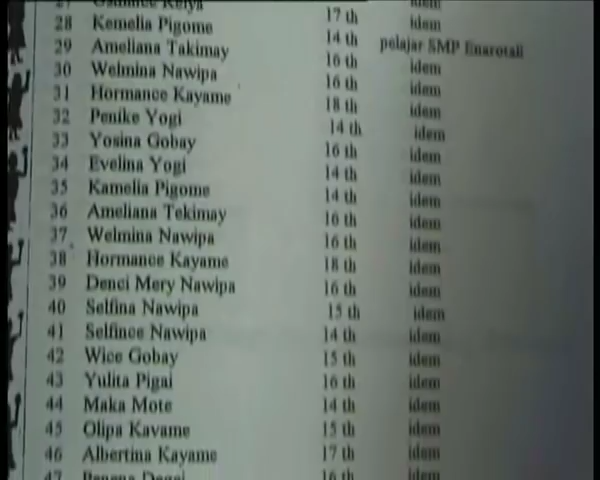 17 th idem
28 Kemelia Pigome 14 th pelajar SMP Enarotali
29 Ameliana Takimay 16 th idem
30 Welmina Nawipa 16 th idem
31 Hormance Kayame 18 th idem
32 Penike Yogi 14 th idem
33 Yosina Gobay 16 th idem
34 Evelina Yogi 14 th idem
35 Kamelia Pigome 14 th idem
36 Ameliana Tekimay 16 th idem
37 Welmina Nawipa 16 th idem
38 Hormance Kayame 18 th idem
39 Denci Mery Nawipa 16 th idem
40 Selfina Nawipa 15 th idem
41 Selfince Nawipa 14 th idem
42 Wice Gobay 15 th idem
43 Yulita Pigai 16 th idem
44 Maka Mote 14 th idem
45 Olipa Kavame 15 th idem
46 Albertina Kayame 17 th idem
47 16 th